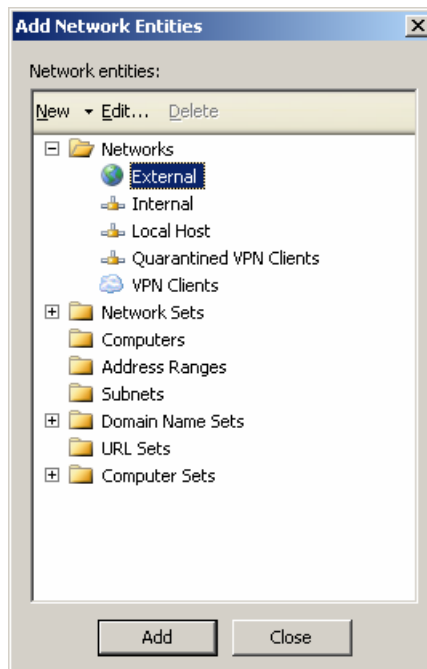 Add Network Entities
Network entities:
New Edit... Delete
Networks
External
Internal
Local Host
Quarantined VPN Clients
VPN Clients
Network Sets
Computers
Address Ranges
Subnets
Domain Name Sets
URL Sets
Computer Sets
Add Close